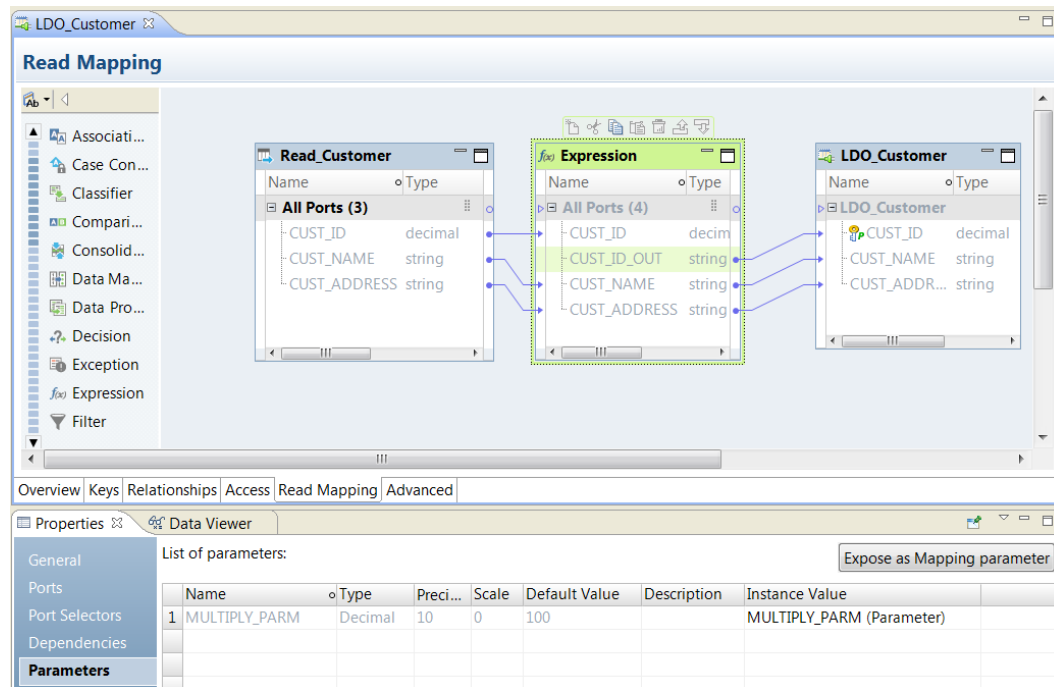 LDO_Customer
Read Mapping
Ab
Associati...
Case Con...
Classifier
Compari...
Consolid...
Data Ma...
Data Pro...
Decision
Exception
f(x) Expression
Filter
Read_Customer
Name Type
All Ports (3)
CUST_ID decimal
CUST_NAME string
CUST_ADDRESS string
f(x) Expression
Name Type
All Ports (4)
CUST_ID decim
CUST_ID_OUT string
CUST_NAME string
CUST_ADDRESS string
LDO_Customer
Name Type
LDO_Customer
CUST_ID decimal
CUST_NAME string
CUST_ADDR... string
Overview Keys Relationships Access Read Mapping Advanced
Properties Data Viewer
General
Ports
Port Selectors
Dependencies
Parameters
List of parameters:
Expose as Mapping parameter
Name Type Preci... Scale Default Value Description Instance Value
1 MULTIPLY_PARM Decimal 10 0 100 MULTIPLY_PARM (Parameter)